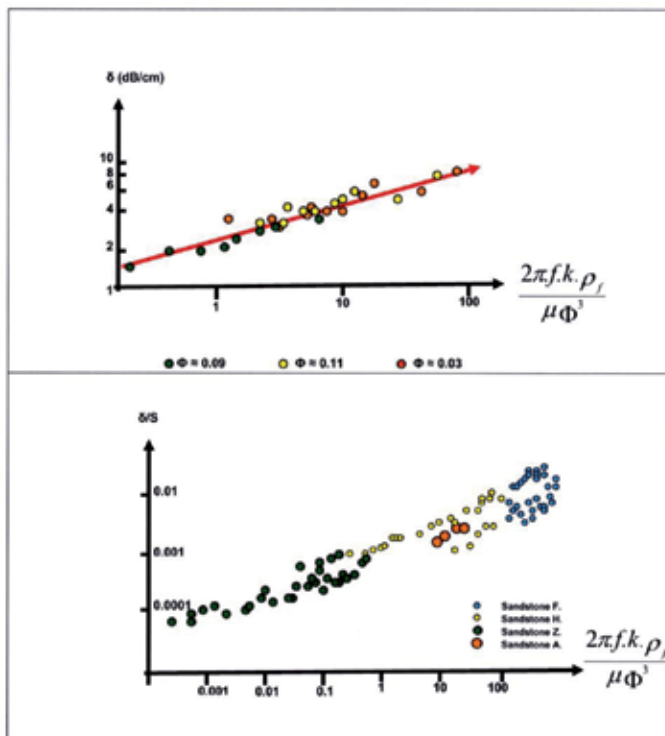 δ (dB/cm)
10
8
6
4
2
1
1 10 100
2π.f.k.ρf
μΦ³
Φ ≈ 0.09 Φ ≈ 0.11 Φ ≈ 0.03
δ/S
0.01
0.001
0.0001
Sandstone F.
Sandstone H.
Sandstone Z.
Sandstone A.
0.001 0.01 0.1 1 10 100
2π.f.k.ρf
μΦ³